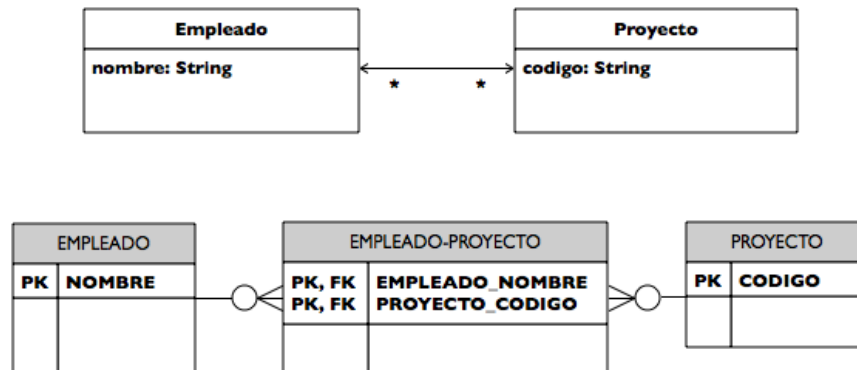 Empleado
nombre: String
*
*
Proyecto
codigo: String
EMPLEADO
PK NOMBRE
EMPLEADO-PROYECTO
PK, FK EMPLEADO_NOMBRE
PK, FK PROYECTO_CODIGO
PROYECTO
PK CODIGO